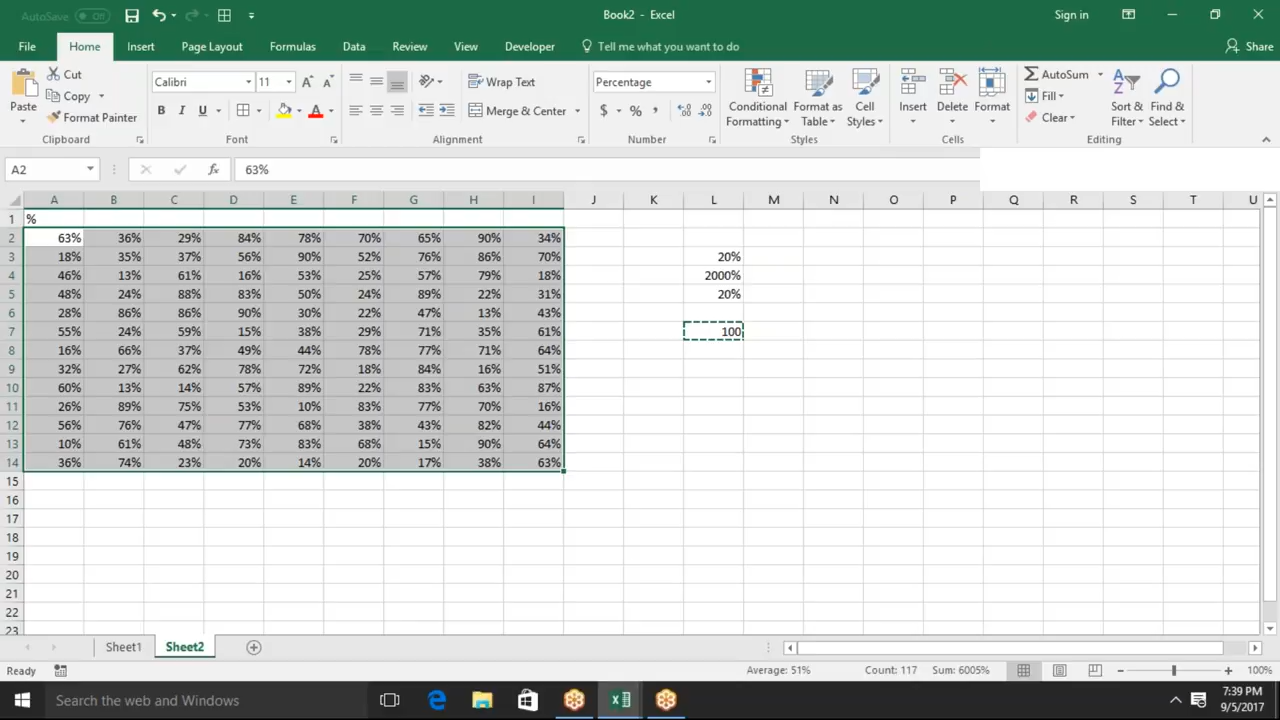 AutoSave Off
Book2 - Excel
Sign in
File Home Insert Page Layout Formulas Data Review View Developer Tell me what you want to do Share
Paste
Cut
Copy
Format Painter
Clipboard
Calibri 11
B I U
Font
Wrap Text
Merge & Center
Alignment
Percentage
$ % ,
Number
Conditional Formatting
Format as Table
Cell Styles
Styles
Insert
Delete
Format
Cells
AutoSum
Fill
Clear
Sort & Filter
Find & Select
Editing
A2 fx 63%
A B C D E F G H I J K L M N O P Q R S T U
1 %
2 63% 36% 29% 84% 78% 70% 65% 90% 34%
3 18% 35% 37% 56% 90% 52% 76% 86% 70% 20%
4 46% 13% 61% 16% 53% 25% 57% 79% 18% 2000%
5 48% 24% 88% 83% 50% 24% 89% 22% 31% 20%
6 28% 86% 86% 90% 30% 22% 47% 13% 43%
7 55% 24% 59% 15% 38% 29% 71% 35% 61% 100
8 16% 66% 37% 49% 44% 78% 77% 71% 64%
9 32% 27% 62% 78% 72% 18% 84% 16% 51%
10 60% 13% 14% 57% 89% 22% 83% 63% 87%
11 26% 89% 75% 53% 10% 83% 77% 70% 16%
12 56% 76% 47% 77% 68% 38% 43% 82% 44%
13 10% 61% 48% 73% 83% 68% 15% 90% 64%
14 36% 74% 23% 20% 14% 20% 17% 38% 63%
15
16
17
18
19
20
21
22
23
Sheet1 Sheet2
Ready Average: 51% Count: 117 Sum: 6005% 100%
Search the web and Windows
7:39 PM
9/5/2017